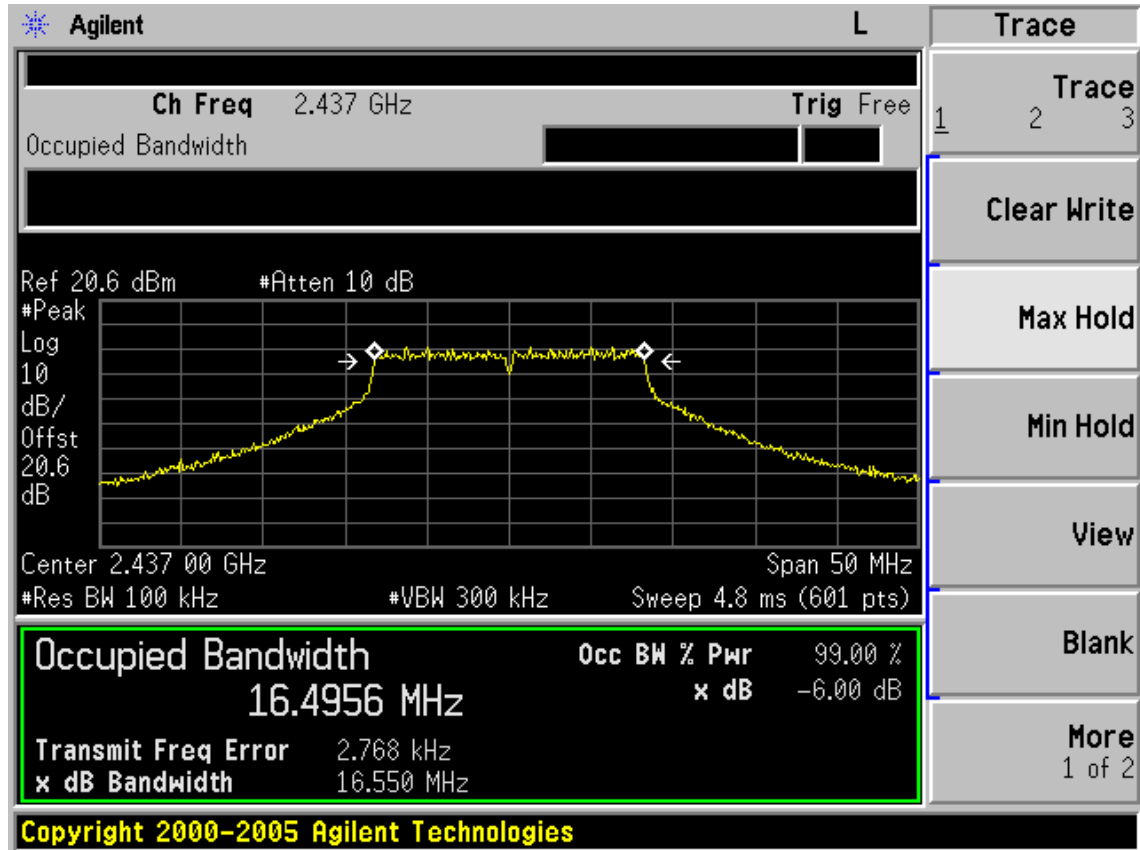 Agilent L Trace
Ch Freq 2.437 GHz Trig Free
Occupied Bandwidth
Trace
1 2 3
Clear Write
Ref 20.6 dBm #Atten 10 dB
#Peak
Log
10
dB/
Offst
20.6
dB
Max Hold
Min Hold
View
Center 2.437 00 GHz Span 50 MHz
#Res BW 100 kHz #VBW 300 kHz Sweep 4.8 ms (601 pts)
Blank
Occupied Bandwidth Occ BW % Pwr 99.00 %
16.4956 MHz x dB -6.00 dB
Transmit Freq Error 2.768 kHz
x dB Bandwidth 16.550 MHz
More
1 of 2
Copyright 2000-2005 Agilent Technologies